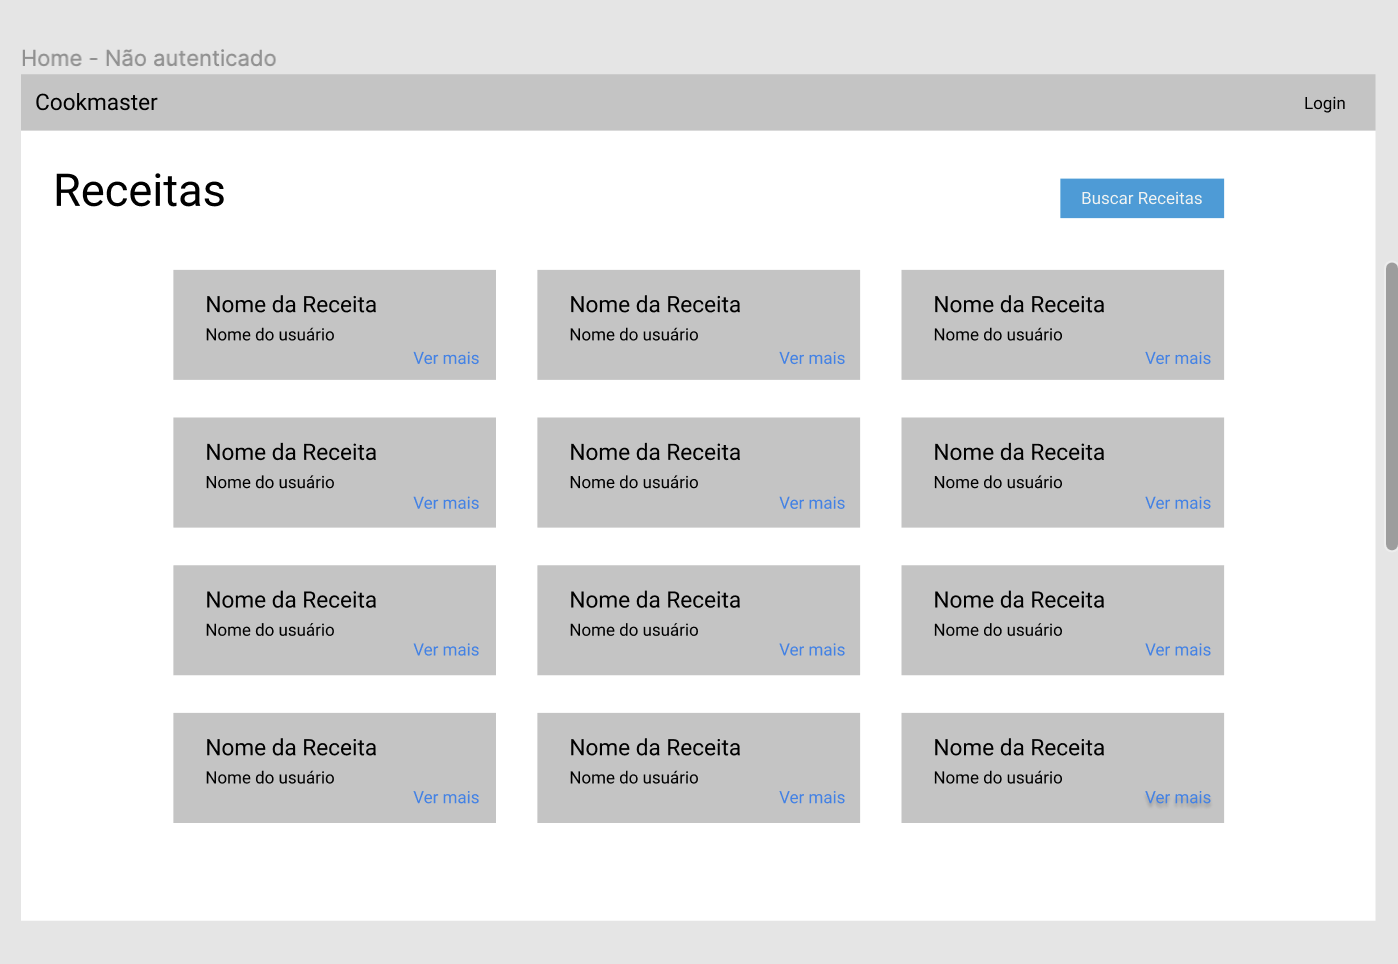 Home - Não autenticado
Cookmaster
Login
Receitas
Buscar Receitas
Nome da Receita
Nome do usuário
Ver mais
Nome da Receita
Nome do usuário
Ver mais
Nome da Receita
Nome do usuário
Ver mais
Nome da Receita
Nome do usuário
Ver mais
Nome da Receita
Nome do usuário
Ver mais
Nome da Receita
Nome do usuário
Ver mais
Nome da Receita
Nome do usuário
Ver mais
Nome da Receita
Nome do usuário
Ver mais
Nome da Receita
Nome do usuário
Ver mais
Nome da Receita
Nome do usuário
Ver mais
Nome da Receita
Nome do usuário
Ver mais
Nome da Receita
Nome do usuário
Ver mais